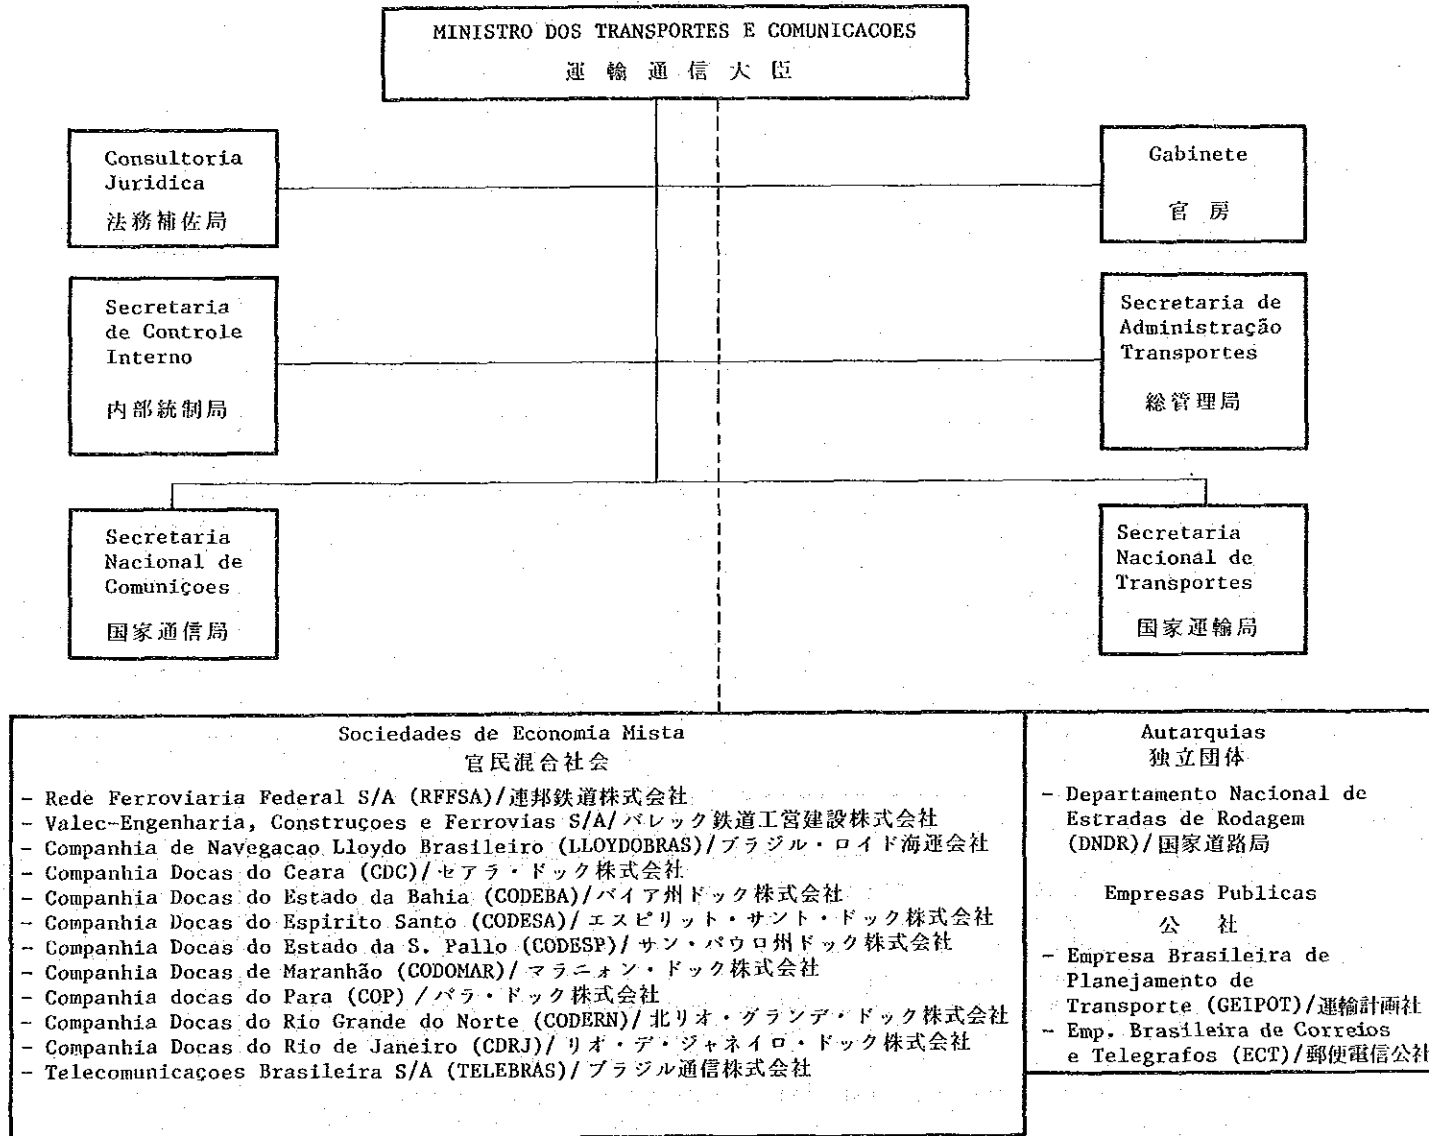 MINISTRO DOS TRANSPORTES E COMUNICACOES
運輸通信大臣
Consultoria
Juridica
法務補佐局
Gabinete
官房
Secretaria
de Controle
Interno
内部統制局
Secretaria de
Administração
Transportes
総管理局
Secretaria
Nacional de
Comuniçoes
国家通信局
Secretaria
Nacional de
Transportes
国家運輸局
Sociedades de Economia Mista
官民混合社会
- Rede Ferroviaria Federal S/A (RFFSA)/連邦鉄道株式会社
- Valec-Engenharia, Construçoes e Ferrovias S/A/バレック鉄道工営建設株式会社
- Companhia de Navegacao Lloydo Brasileiro (LLOYDOBRAS)/ブラジル・ロイド海運会社
- Companhia Docas do Ceara (CDC)/セアラ・ドック株式会社
- Companhia Docas do Estado da Bahia (CODEBA)/バイア州ドック株式会社
- Companhia Docas do Espirito Santo (CODESA)/エスピリット・サント・ドック株式会社
- Companhia Docas do Estado da S. Pallo (CODESP)/サン・パウロ州ドック株式会社
- Companhia Docas de Maranhão (CODOMAR)/マラニォン・ドック株式会社
- Companhia docas do Para (COP)/パラ・ドック株式会社
- Companhia Docas do Rio Grande do Norte (CODERN)/北リオ・グランデ・ドック株式会社
- Companhia Docas do Rio de Janeiro (CDRJ)/リオ・デ・ジャネイロ・ドック株式会社
- Telecomunicaçoes Brasileira S/A (TELEBRAS)/ブラジル通信株式会社
Autarquias
独立団体
- Departamento Nacional de
Estradas de Rodagem
(DNDR)/国家道路局
Empresas Publicas
公社
- Empresa Brasileira de
Planejamento de
Transporte (GEIPOT)/運輸計画社
- Emp. Brasileira de Correios
e Telegrafos (ECT)/郵便電信公社